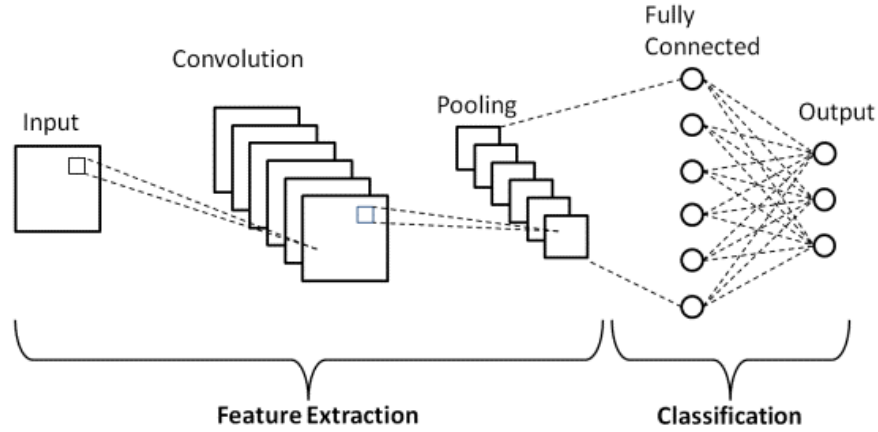 Fully
Connected
Convolution
Pooling
Output
Input
Feature Extraction
Classification